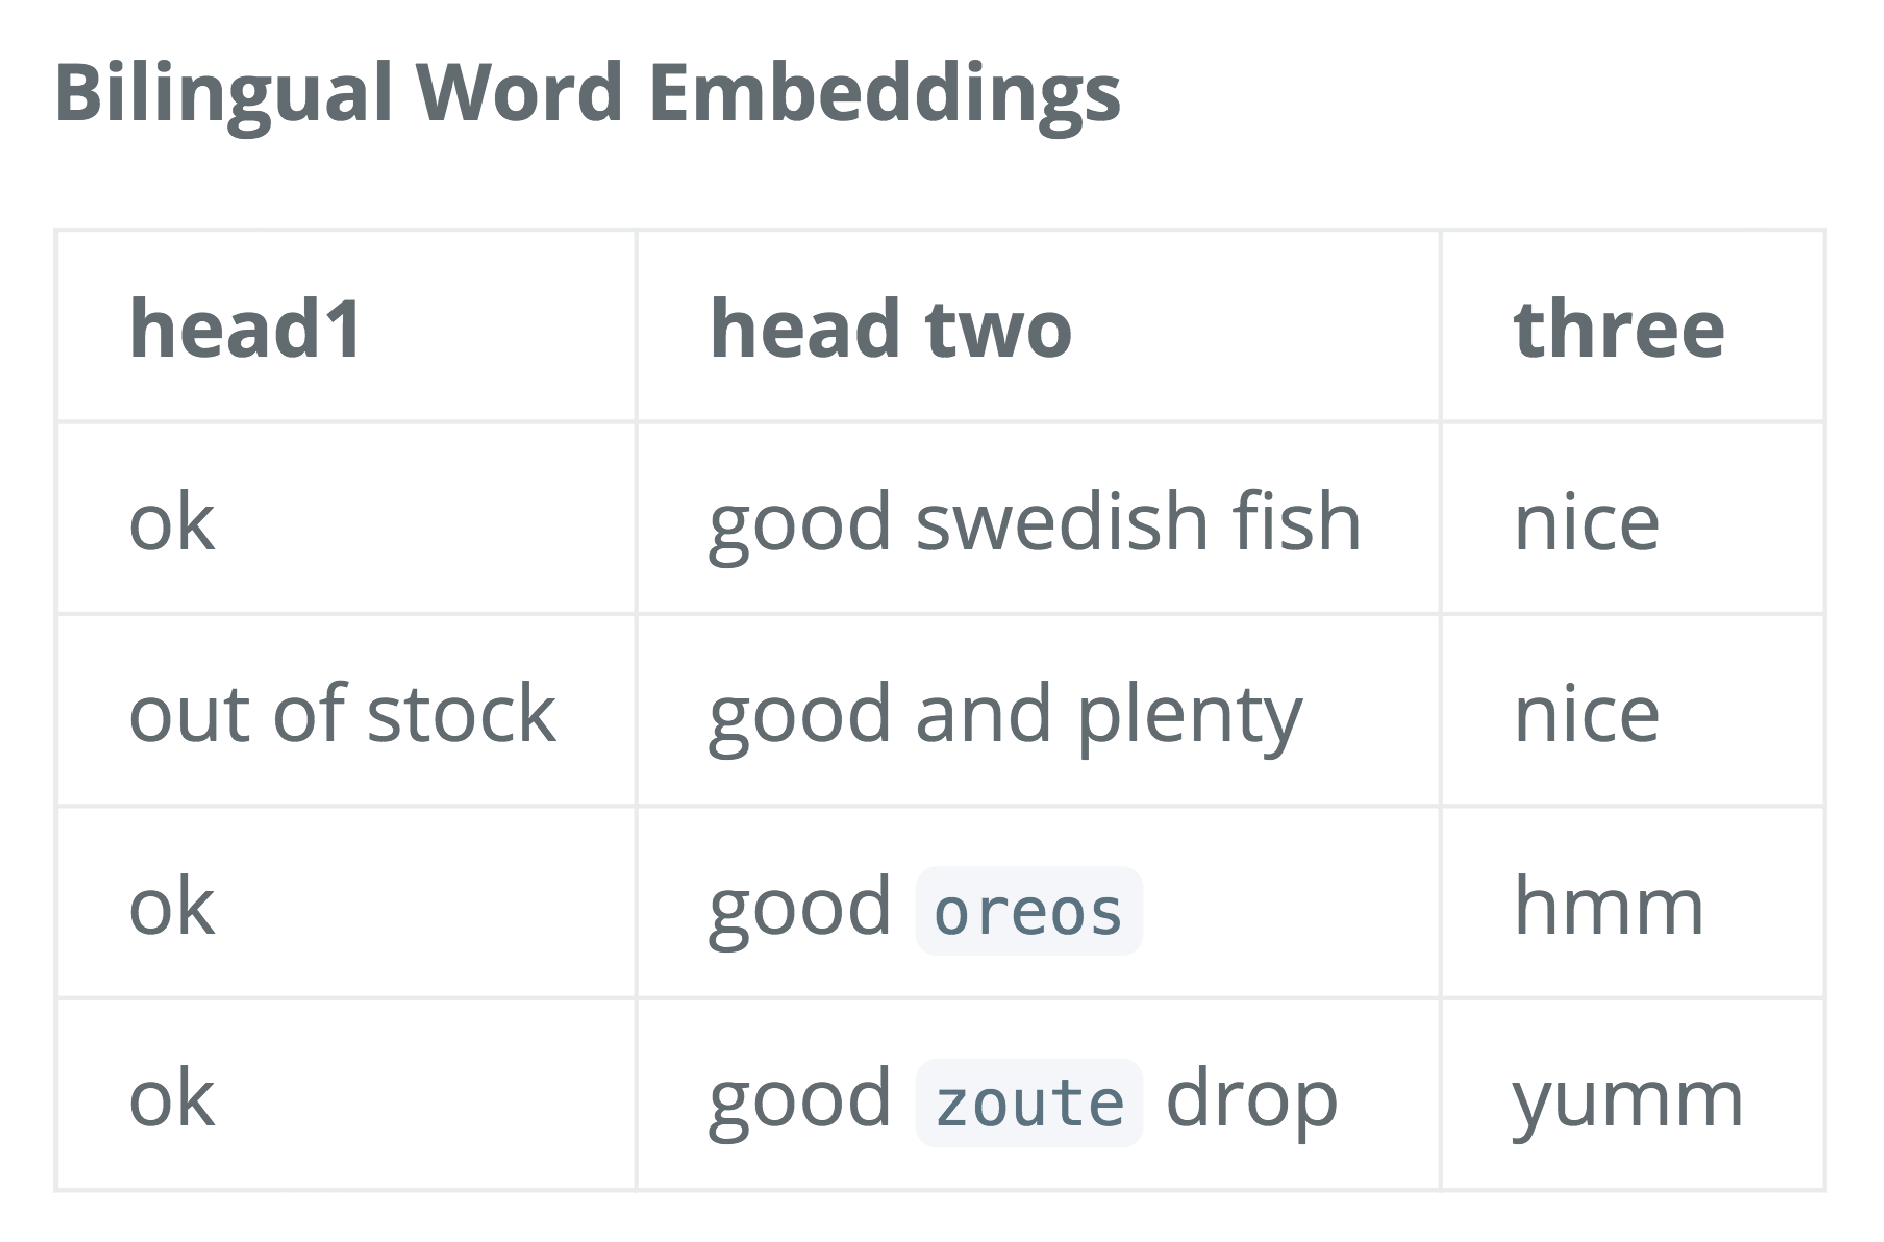 Bilingual Word Embeddings
head1 head two three
ok good swedish fish nice
out of stock good and plenty nice
ok good oreos hmm
ok good zoute drop yumm